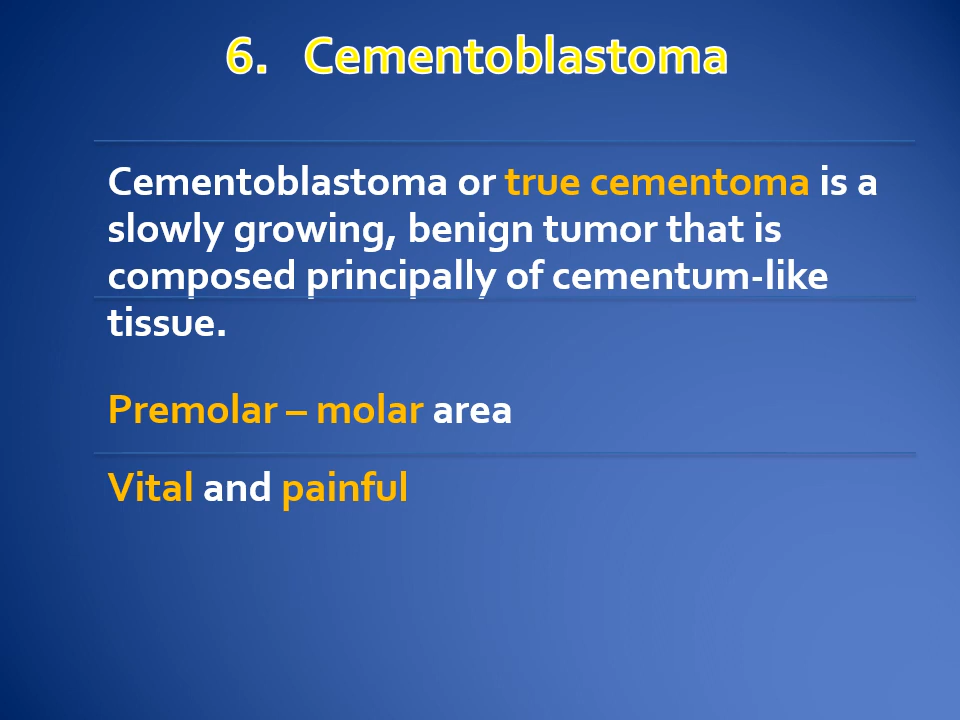 6. Cementoblastoma
Cementoblastoma or true cementoma is a
slowly growing, benign tumor that is
composed principally of cementum-like
tissue.
Premolar – molar area
Vital and painful